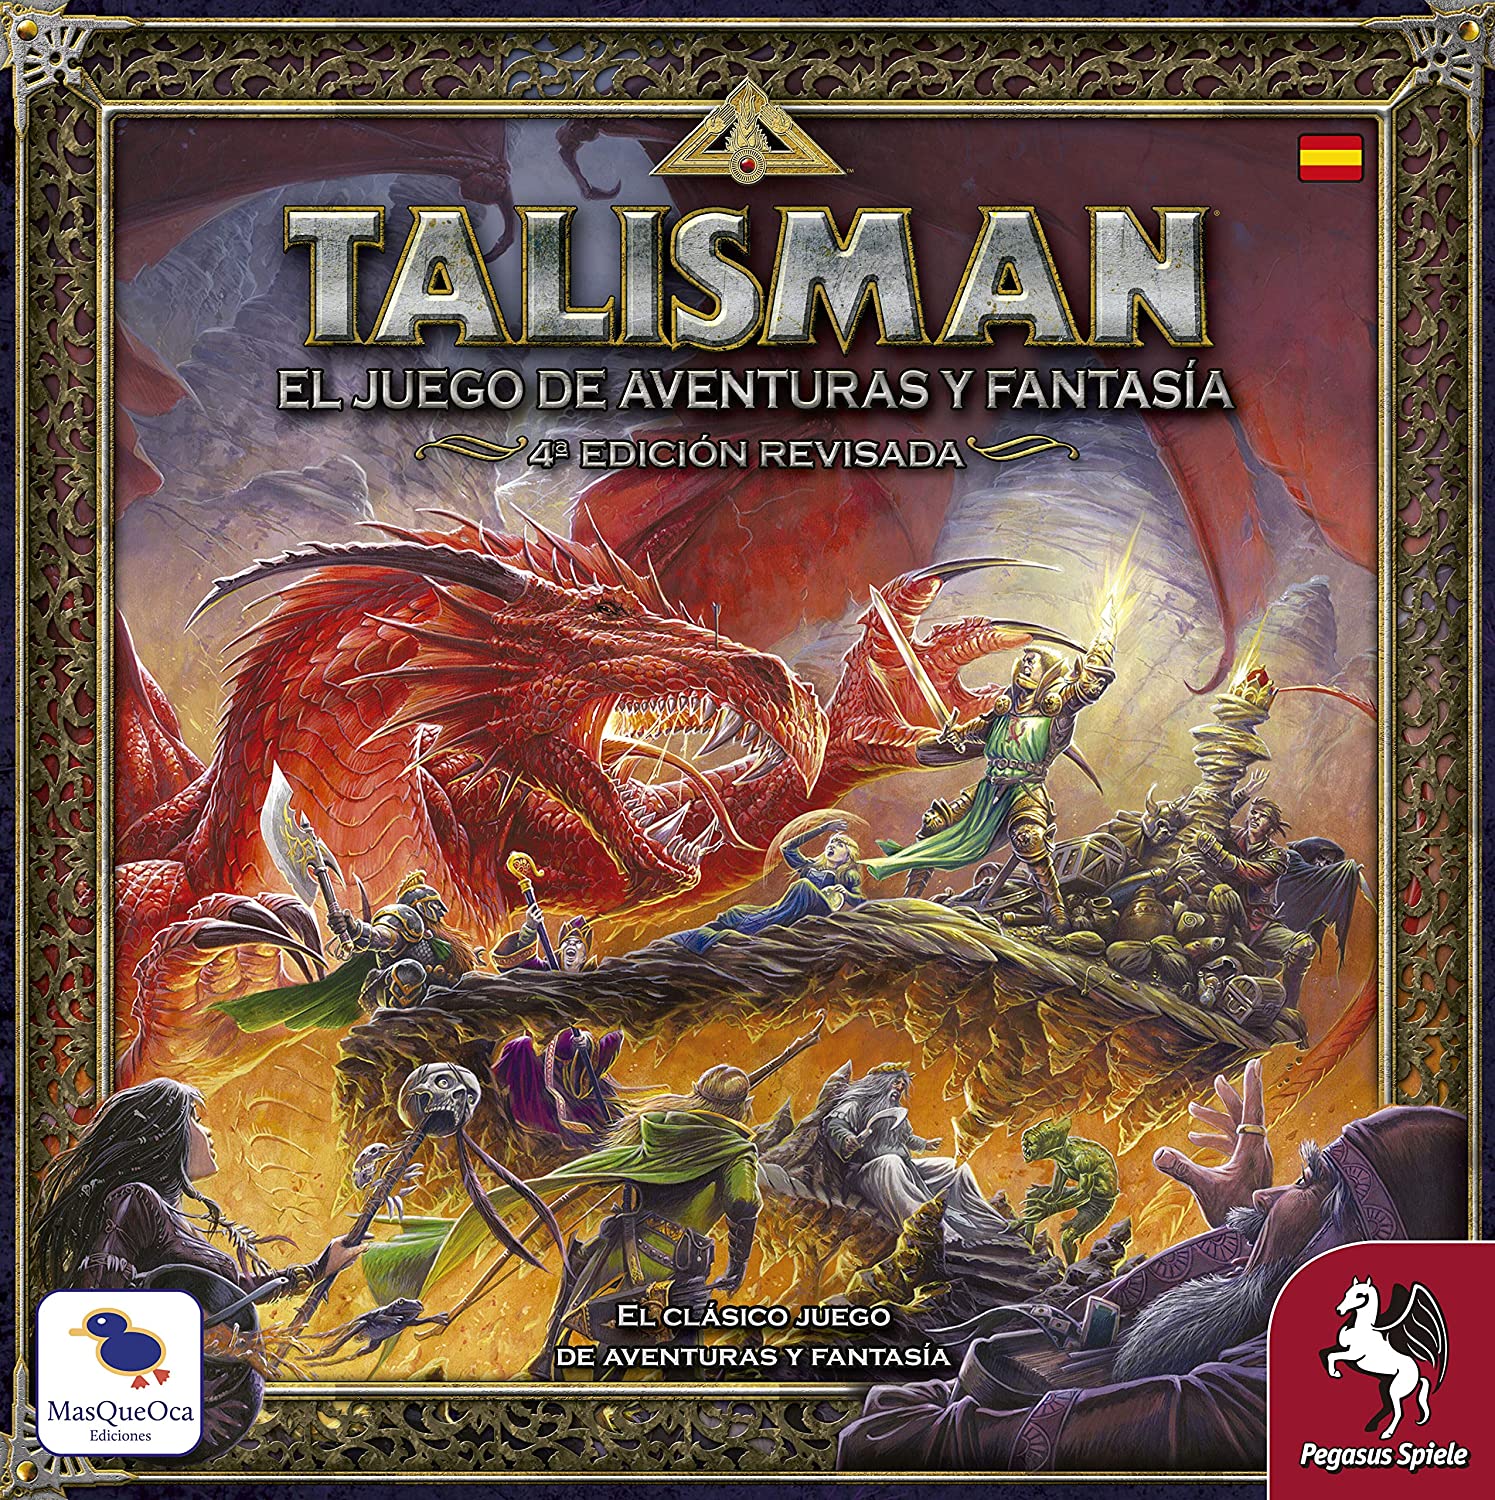 TALISMAN
EL JUEGO DE AVENTURAS Y FANTASÍA
4ª EDICIÓN REVISADA
EL CLÁSICO JUEGO
DE AVENTURAS Y FANTASÍA
MasQueOca
Ediciones
Pegasus Spiele